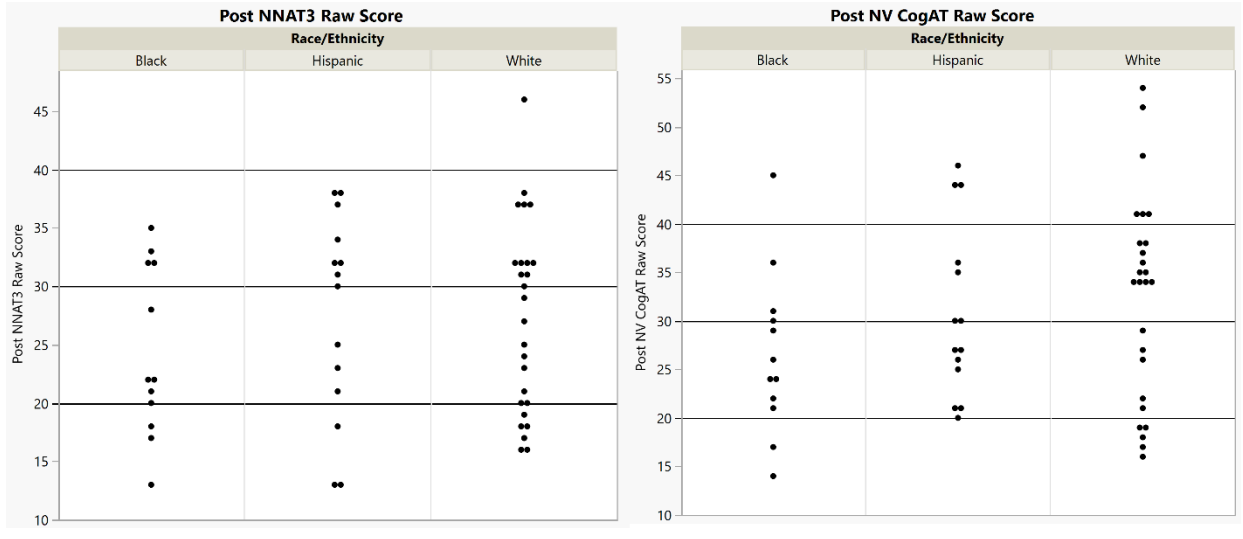 Post NNAT3 Raw Score
Race/Ethnicity
Black Hispanic White
Post NNAT3 Raw Score
45
40
35
30
25
20
15
10
Post NV CogAT Raw Score
Race/Ethnicity
Black Hispanic White
Post NV CogAT Raw Score
55
50
45
40
35
30
25
20
15
10